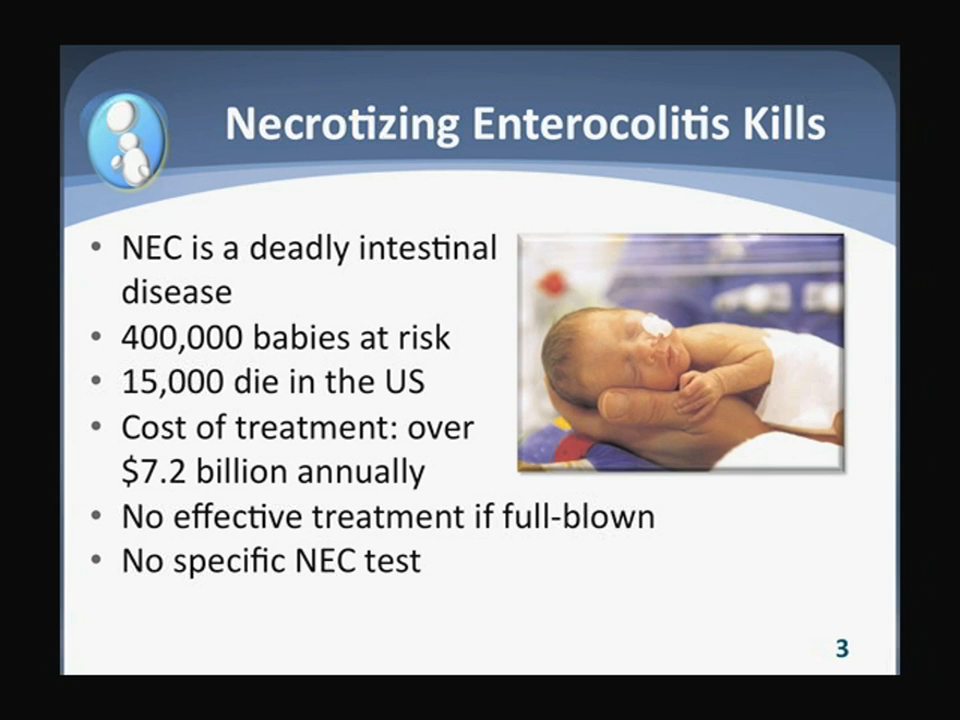 Necrotizing Enterocolitis Kills
• NEC is a deadly intestinal
disease
• 400,000 babies at risk
• 15,000 die in the US
• Cost of treatment: over
$7.2 billion annually
• No effective treatment if full-blown
• No specific NEC test
3